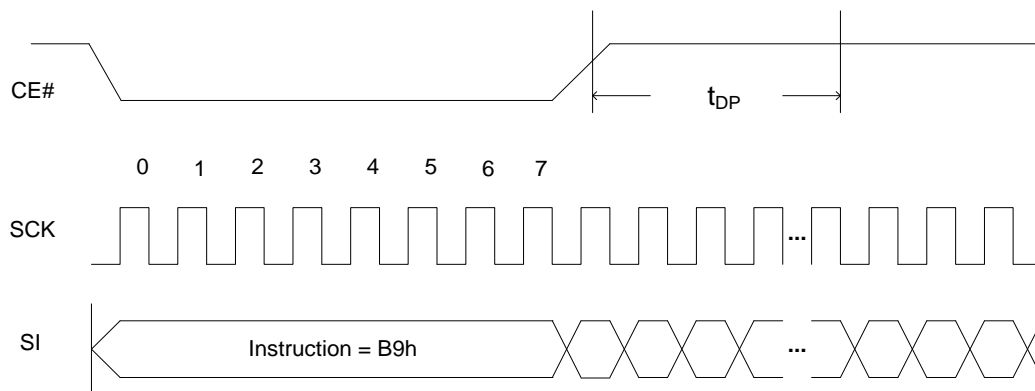 CE#
tDP
0 1 2 3 4 5 6 7
SCK
...
SI
Instruction = B9h
...